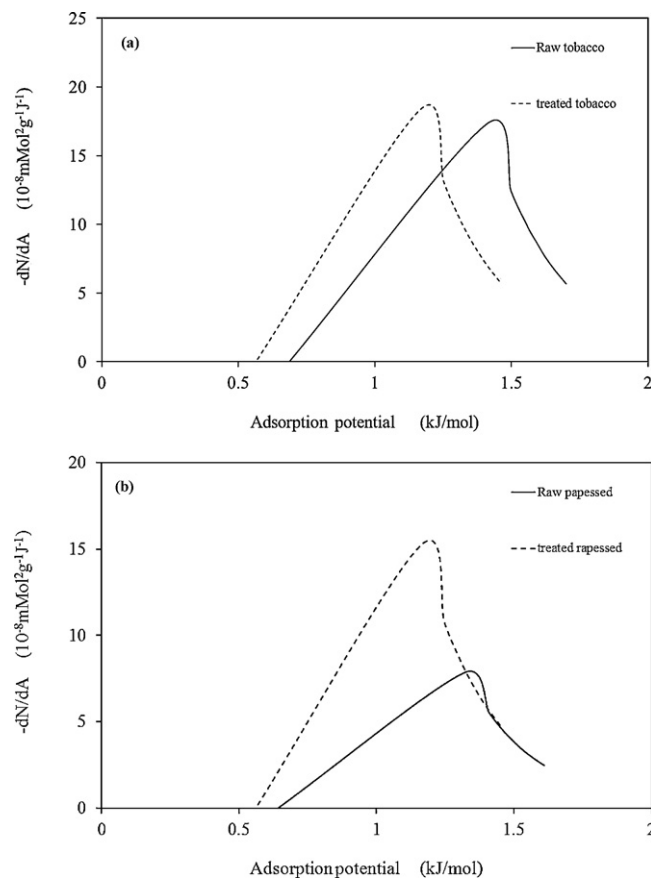 (a)
Raw tobacco
treated tobacco
-dN/dA (10⁻⁸mMol²g⁻¹J⁻¹)
25
20
15
10
5
0
0 0.5 1 1.5 2
Adsorption potential (kJ/mol)
(b)
Raw papessed
treated rapessed
-dN/dA (10⁻⁸mMol²g⁻¹J⁻¹)
20
15
10
5
0
0 0.5 1 1.5 2
Adsorption potential (kJ/mol)